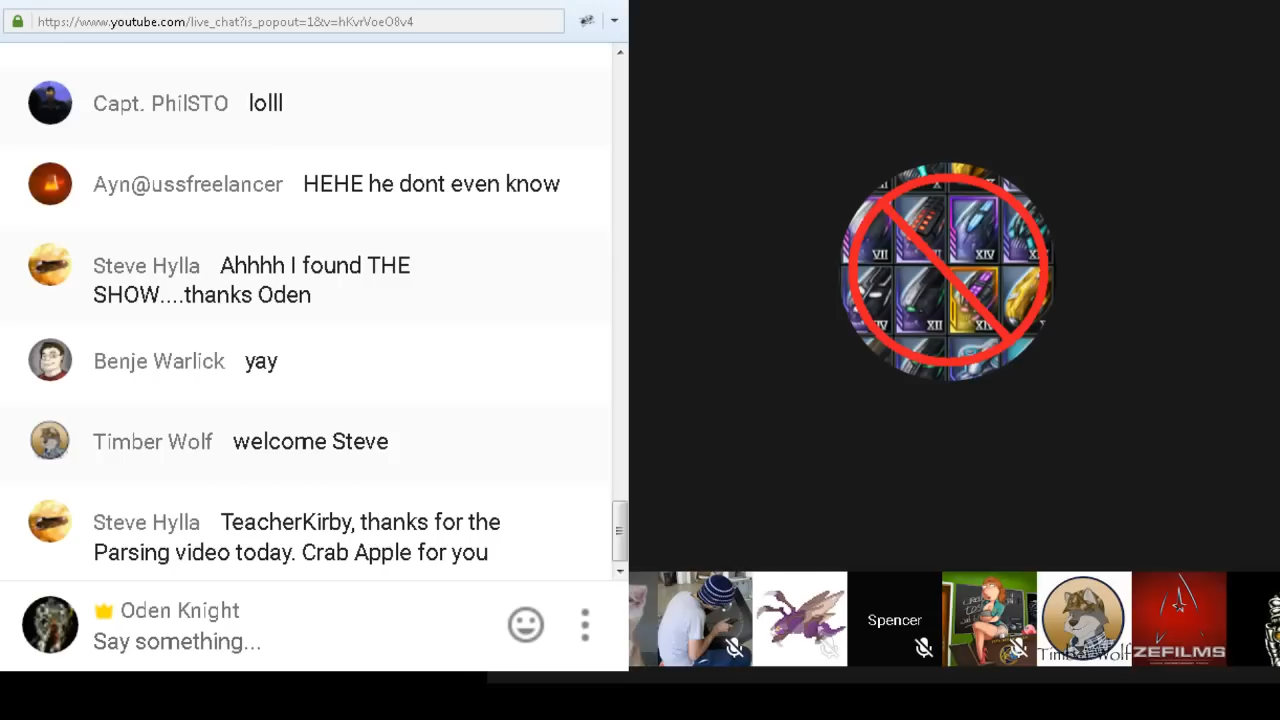 https://www.youtube.com/live_chat?is_popout=1&v=hKvrVoeO8v4
Capt. PhilSTO lolll
Ayn@ussfreelancer HEHE he dont even know
Steve Hylla Ahhhh I found THE
SHOW....thanks Oden
Benje Warlick yay
Timber Wolf welcome Steve
Steve Hylla TeacherKirby, thanks for the
Parsing video today. Crab Apple for you
Oden Knight
Say something...
VII
XIV
XII
Spencer
Timber Wolf
ZEFILMS